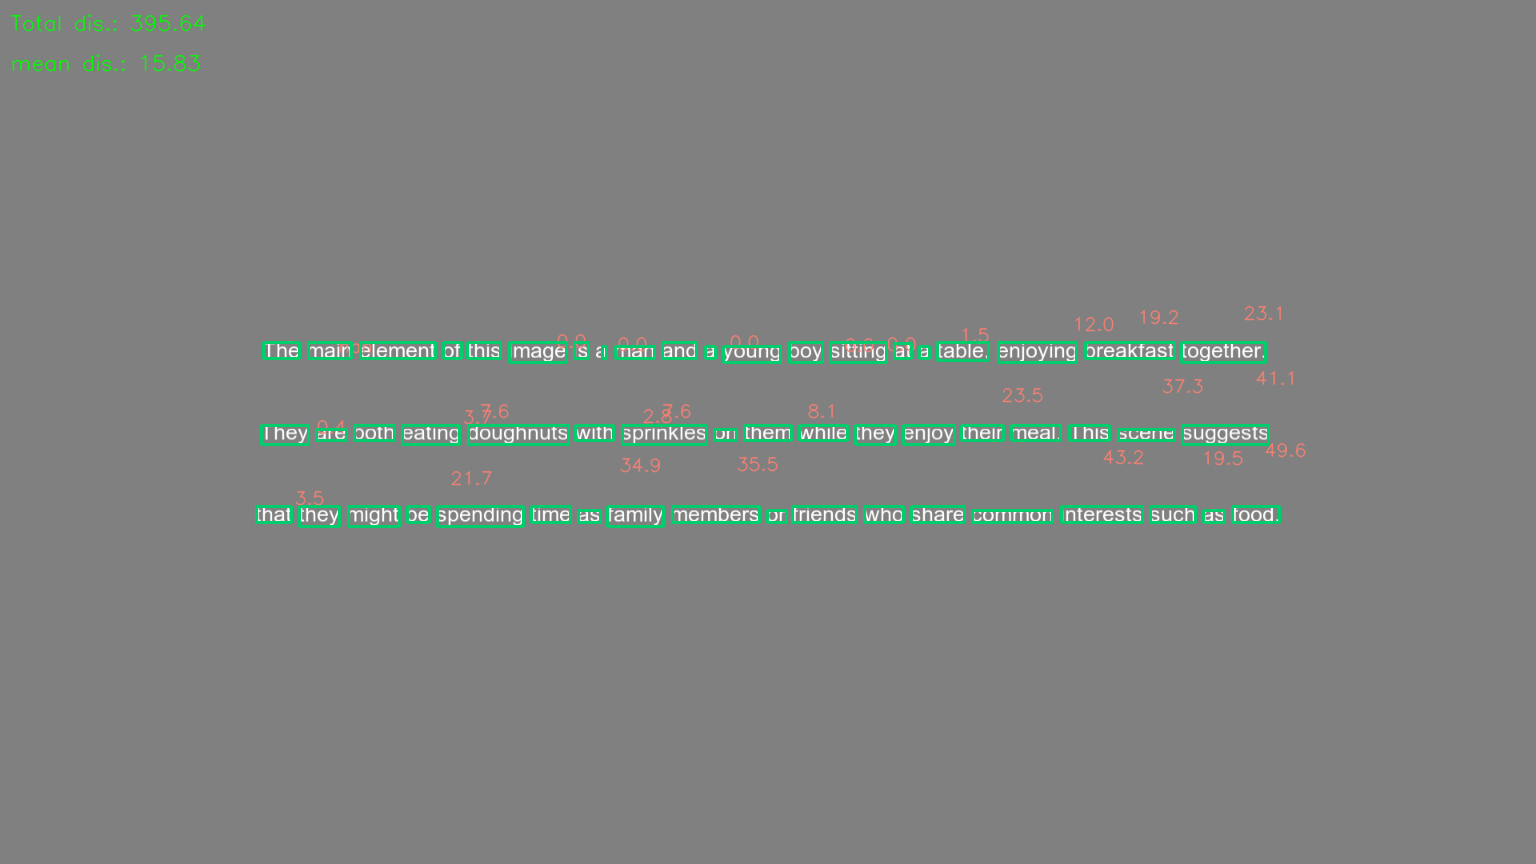 Total dis.: 395.64
mean dis.: 15.83
23.1
19.2
12.0
1.5
0.0 0.0 0.0 0.0
The main element of this image is a man and a young boy sitting at a table, enjoying breakfast together.
41.1
37.3
23.5
7.6 7.6 8.1
3.7 2.8
0.4
They are both eating doughnuts with sprinkles on them while they enjoy their meal. This scene suggests
49.6
43.2 19.5
34.9 35.5
21.7
3.5
that they might be spending time as family members or friends who share common interests such as food.